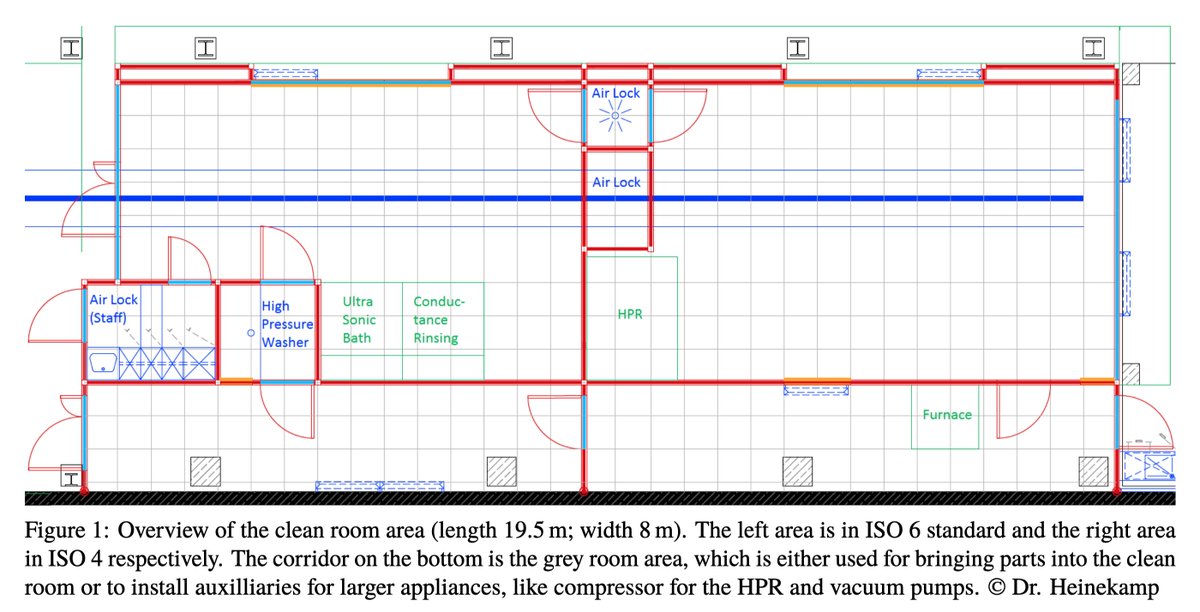 Air Lock
Air Lock
Air Lock
(Staff)
High
Pressure
Washer
Ultra
Sonic
Bath
Conduc-
tance
Rinsing
HPR
Furnace
Figure 1: Overview of the clean room area (length 19.5 m; width 8 m). The left area is in ISO 6 standard and the right area
in ISO 4 respectively. The corridor on the bottom is the grey room area, which is either used for bringing parts into the clean
room or to install auxilliaries for larger appliances, like compressor for the HPR and vacuum pumps. © Dr. Heinekamp